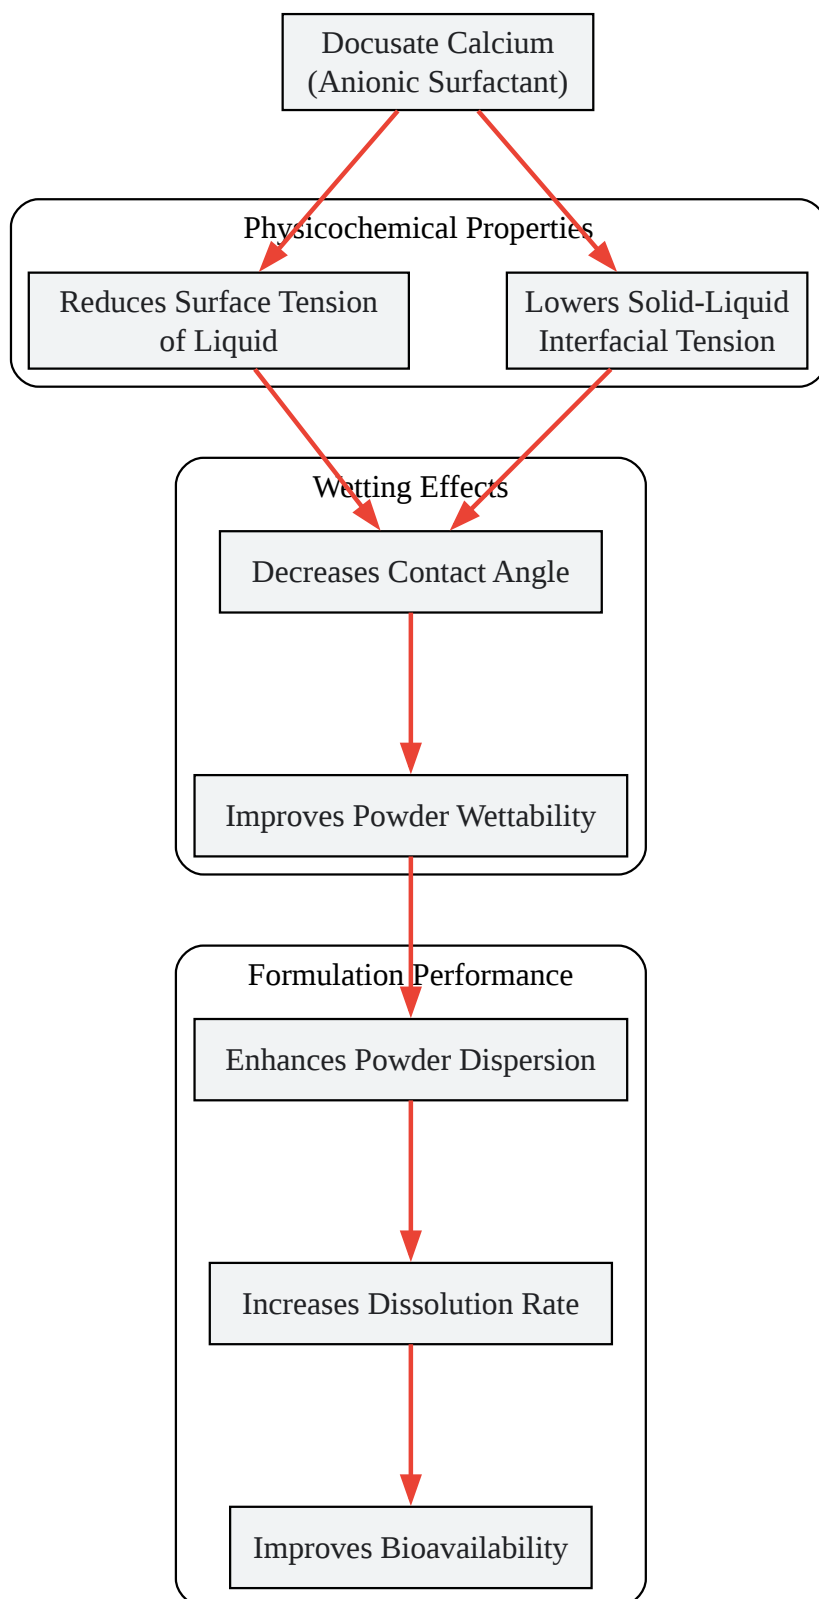 Docusate Calcium
(Anionic Surfactant)
Physicochemical Properties
Reduces Surface Tension
of Liquid
Lowers Solid-Liquid
Interfacial Tension
Wetting Effects
Decreases Contact Angle
Improves Powder Wettability
Formulation Performance
Enhances Powder Dispersion
Increases Dissolution Rate
Improves Bioavailability